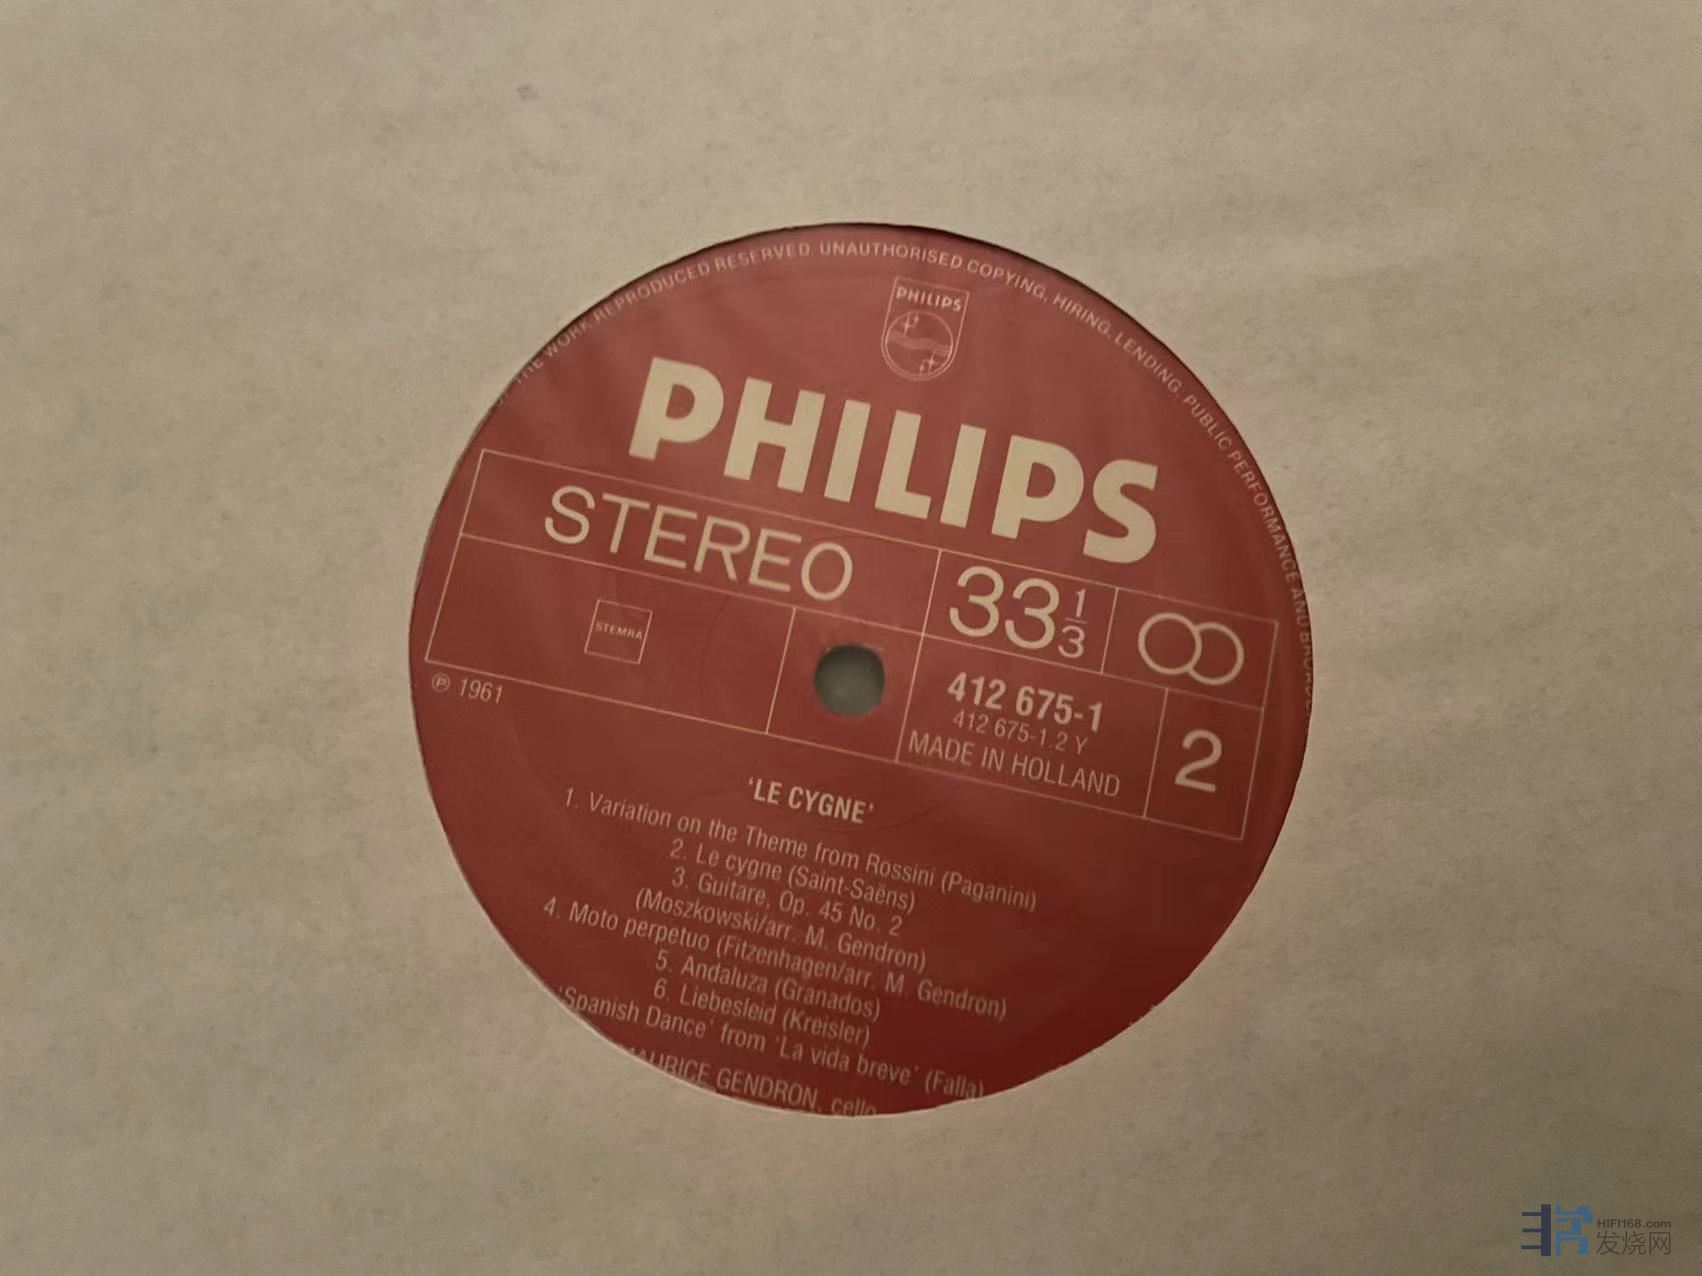 THE WORK REPRODUCED RESERVED. UNAUTHORISED COPYING, HIRING, LENDING, PUBLIC PERFORMANCE AND
PHILIPS
PHILIPS
STEREO
33 1/3
STEMRA
412 675-1
412 675-1.2 Y
MADE IN HOLLAND
2
℗ 1961
'LE CYGNE'
1. Variation on the Theme from Rossini (Paganini)
2. Le cygne (Saint-Saëns)
3. Guitare, Op. 45 No. 2
(Moszkowski/arr. M. Gendron)
4. Moto perpetuo (Fitzenhagen/arr. M. Gendron)
5. Andaluza (Granados)
6. Liebesleid (Kreisler)
'Spanish Dance' from 'La vida breve' (Falla)
MAURICE GENDRON, cello
HIFI168.com
发烧网